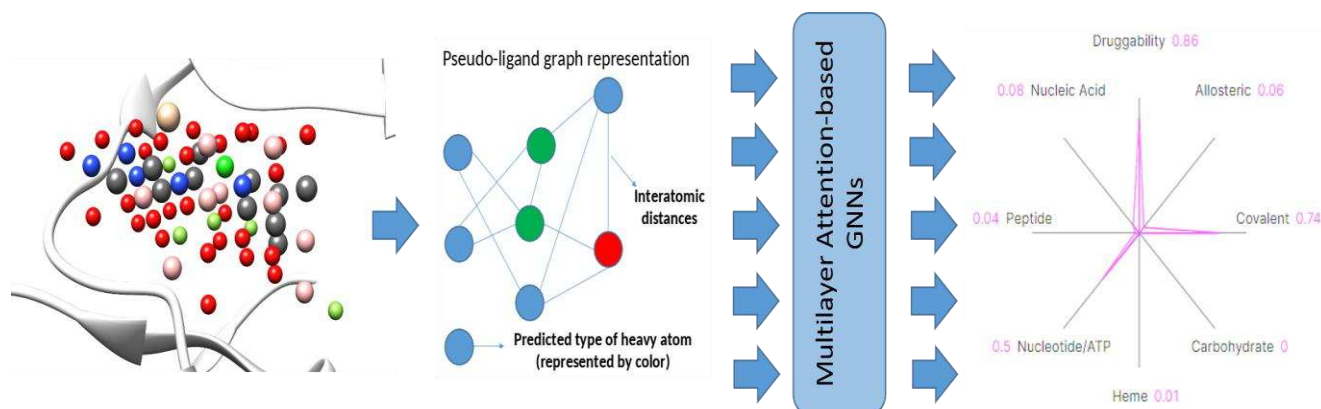 Pseudo-ligand graph representation
Interatomic
distances
Predicted type of heavy atom
(represented by color)
Multilayer Attention-based
GNNs
Druggability 0.86
0.08 Nucleic Acid
Allosteric 0.06
0.04 Peptide
Covalent 0.74
0.5 Nucleotide/ATP
Carbohydrate 0
Heme 0.01